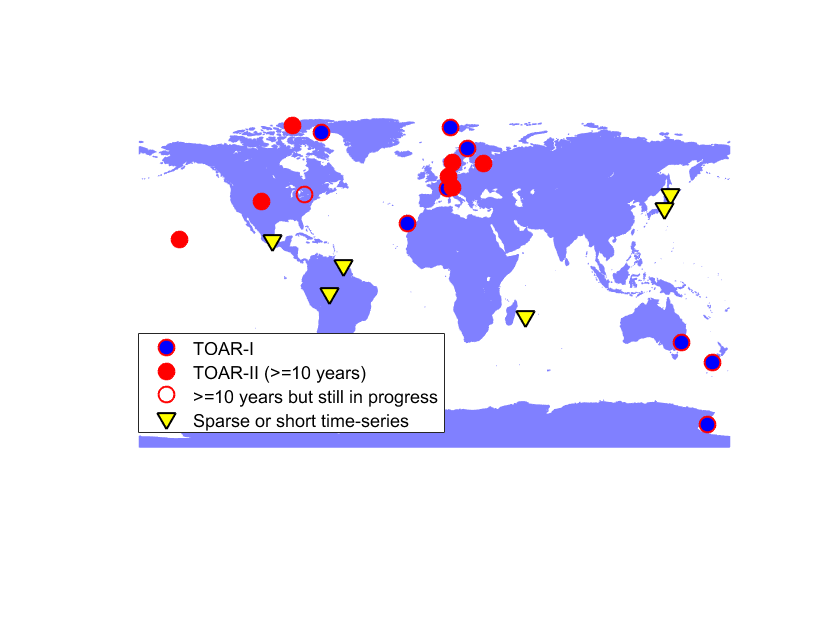 TOAR-I
TOAR-II (>=10 years)
>=10 years but still in progress
Sparse or short time-series